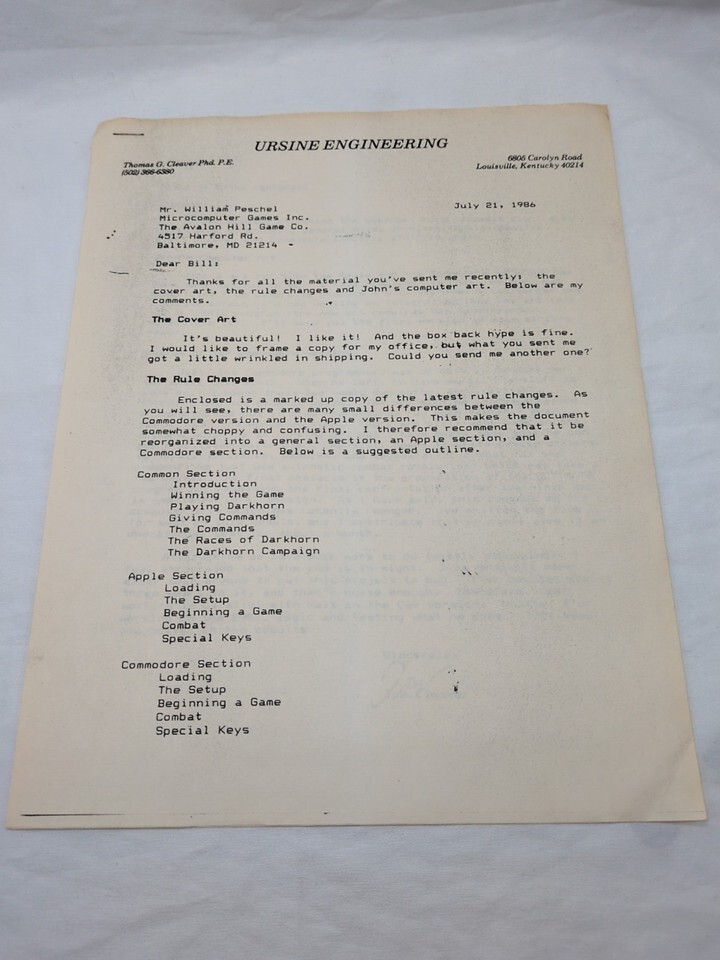 URSINE ENGINEERING
Thomas G. Cleaver Phd. P.E.
(502) 366-6380
6805 Carolyn Road
Louisville, Kentucky 40214
July 21, 1986
Mr. William Peschel
Microcomputer Games Inc.
The Avalon Hill Game Co.
4517 Harford Rd.
Baltimore, MD 21214
Dear Bill:
Thanks for all the material you've sent me recently: the
cover art, the rule changes and John's computer art. Below are my
comments.
The Cover Art
It's beautiful! I like it! And the box back hype is fine.
I would like to frame a copy for my office, but what you sent me
got a little wrinkled in shipping. Could you send me another one?
The Rule Changes
Enclosed is a marked up copy of the latest rule changes. As
you will see, there are many small differences between the
Commodore version and the Apple version. This makes the document
somewhat choppy and confusing. I therefore recommend that it be
reorganized into a general section, an Apple section, and a
Commodore section. Below is a suggested outline.
Common Section
Introduction
Winning the Game
Playing Darkhorn
Giving Commands
The Commands
The Races of Darkhorn
The Darkhorn Campaign
Apple Section
Loading
The Setup
Beginning a Game
Combat
Special Keys
Commodore Section
Loading
The Setup
Beginning a Game
Combat
Special Keys